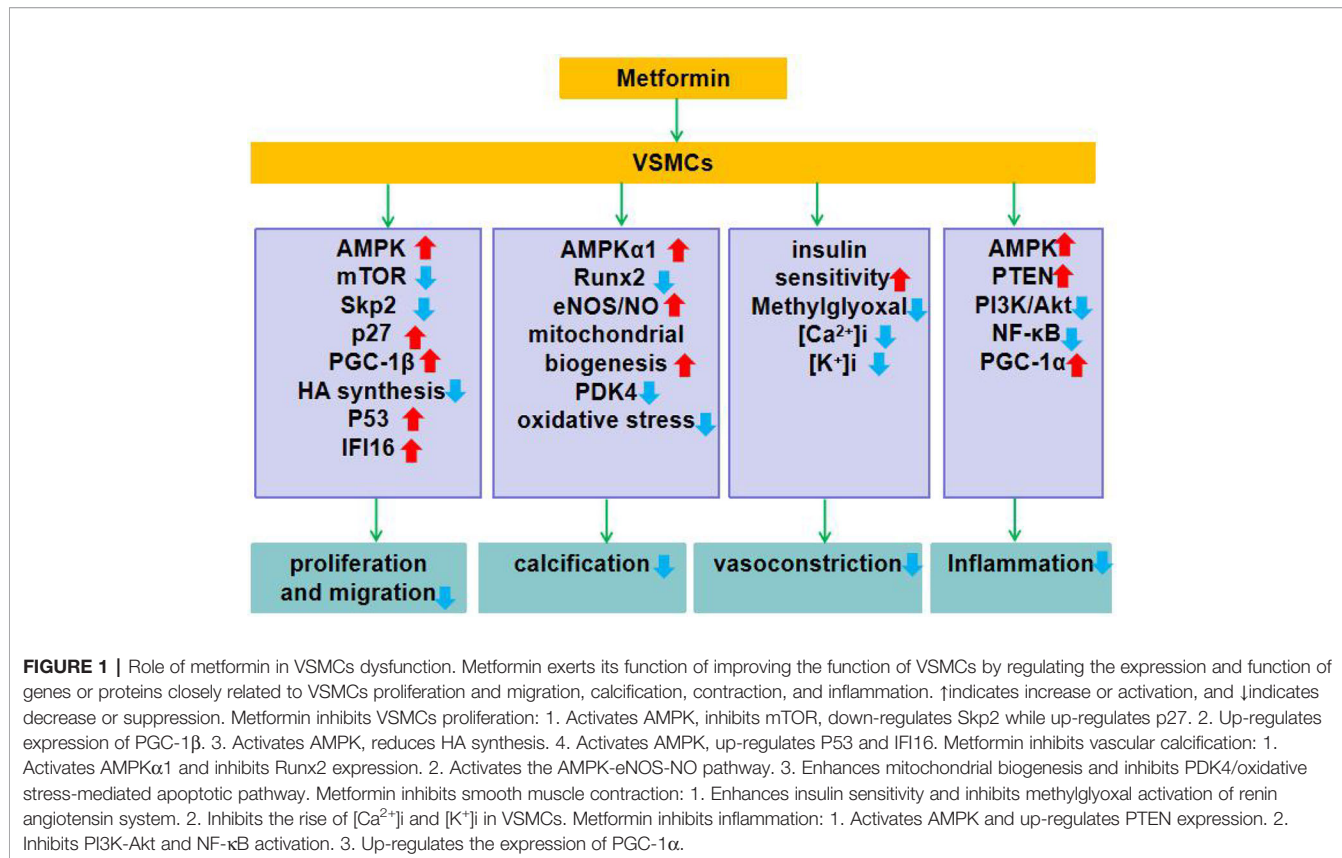 Metformin
VSMCs
AMPK
mTOR
Skp2
p27
PGC-1β
HA synthesis
P53
IFI16
AMPKα1
Runx2
eNOS/NO
mitochondrial
biogenesis
PDK4
oxidative stress
insulin
sensitivity
Methylglyoxal
[Ca²⁺]i
[K⁺]i
AMPK
PTEN
PI3K/Akt
NF-κB
PGC-1α
proliferation
and migration
calcification
vasoconstriction
Inflammation
FIGURE 1 | Role of metformin in VSMCs dysfunction. Metformin exerts its function of improving the function of VSMCs by regulating the expression and function of
genes or proteins closely related to VSMCs proliferation and migration, calcification, contraction, and inflammation. ↑indicates increase or activation, and ↓indicates
decrease or suppression. Metformin inhibits VSMCs proliferation: 1. Activates AMPK, inhibits mTOR, down-regulates Skp2 while up-regulates p27. 2. Up-regulates
expression of PGC-1β. 3. Activates AMPK, reduces HA synthesis. 4. Activates AMPK, up-regulates P53 and IFI16. Metformin inhibits vascular calcification: 1.
Activates AMPKα1 and inhibits Runx2 expression. 2. Activates the AMPK-eNOS-NO pathway. 3. Enhances mitochondrial biogenesis and inhibits PDK4/oxidative
stress-mediated apoptotic pathway. Metformin inhibits smooth muscle contraction: 1. Enhances insulin sensitivity and inhibits methylglyoxal activation of renin
angiotensin system. 2. Inhibits the rise of [Ca²⁺]i and [K⁺]i in VSMCs. Metformin inhibits inflammation: 1. Activates AMPK and up-regulates PTEN expression. 2.
Inhibits PI3K-Akt and NF-κB activation. 3. Up-regulates the expression of PGC-1α.